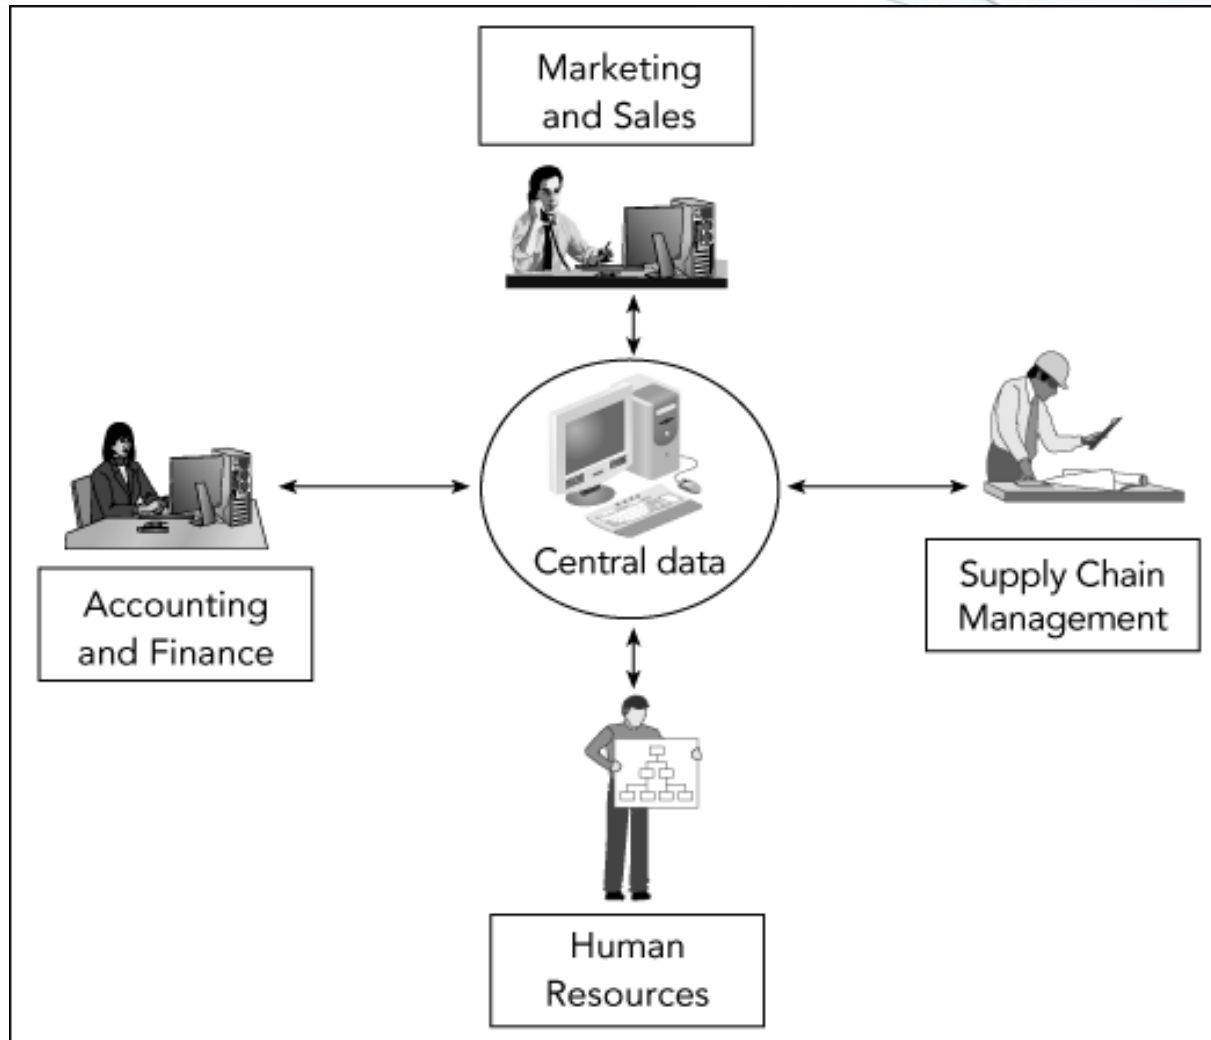 Marketing
and Sales
Central data
Accounting
and Finance
Supply Chain
Management
Human
Resources